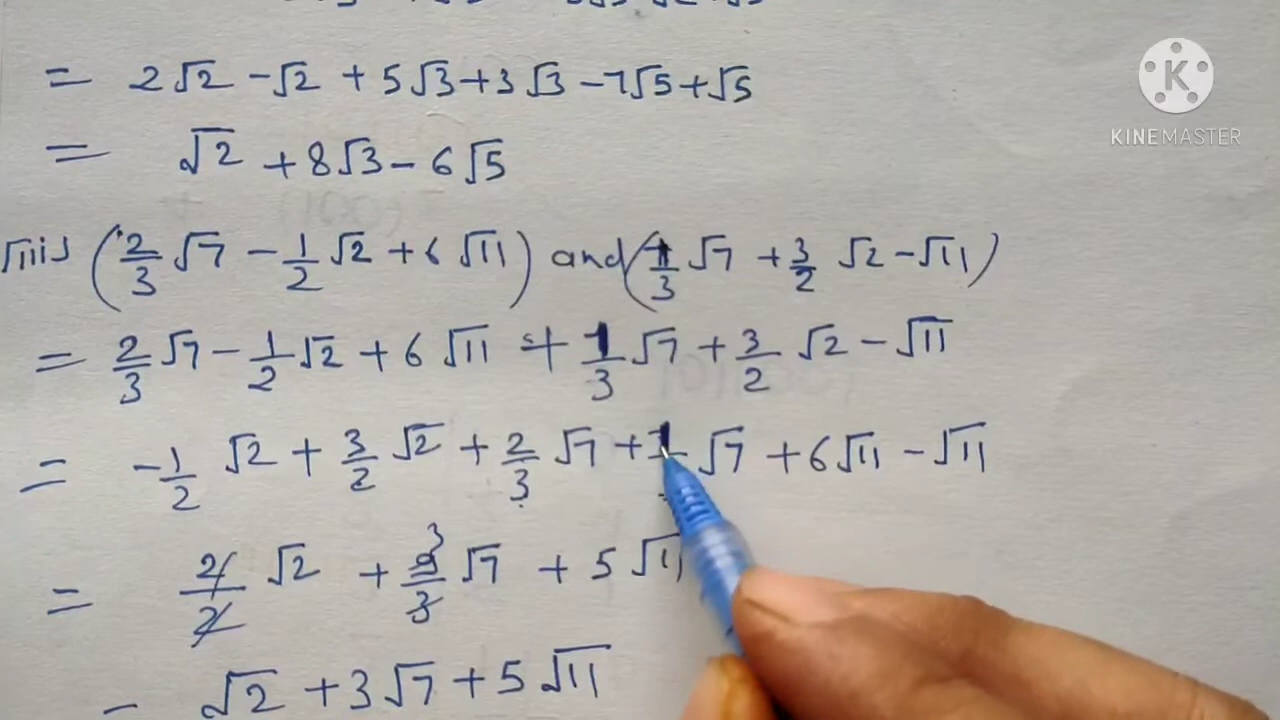 = 2√2 - √2 + 5√3 + 3√3 - 7√5 + √5
KINEMASTER
= √2 + 8√3 - 6√5
(2/3 √7 - 1/2 √2 + 6√11) and (1/3 √7 + 3/2 √2 - √11)
= 2/3 √7 - 1/2 √2 + 6√11 + 1/3 √7 + 3/2 √2 - √11
= -1/2 √2 + 3/2 √2 + 2/3 √7 + 1 √7 + 6√11 - √11
= 2/2 √2 + 3/3 √7 + 5√11
= √2 + 3√7 + 5√11